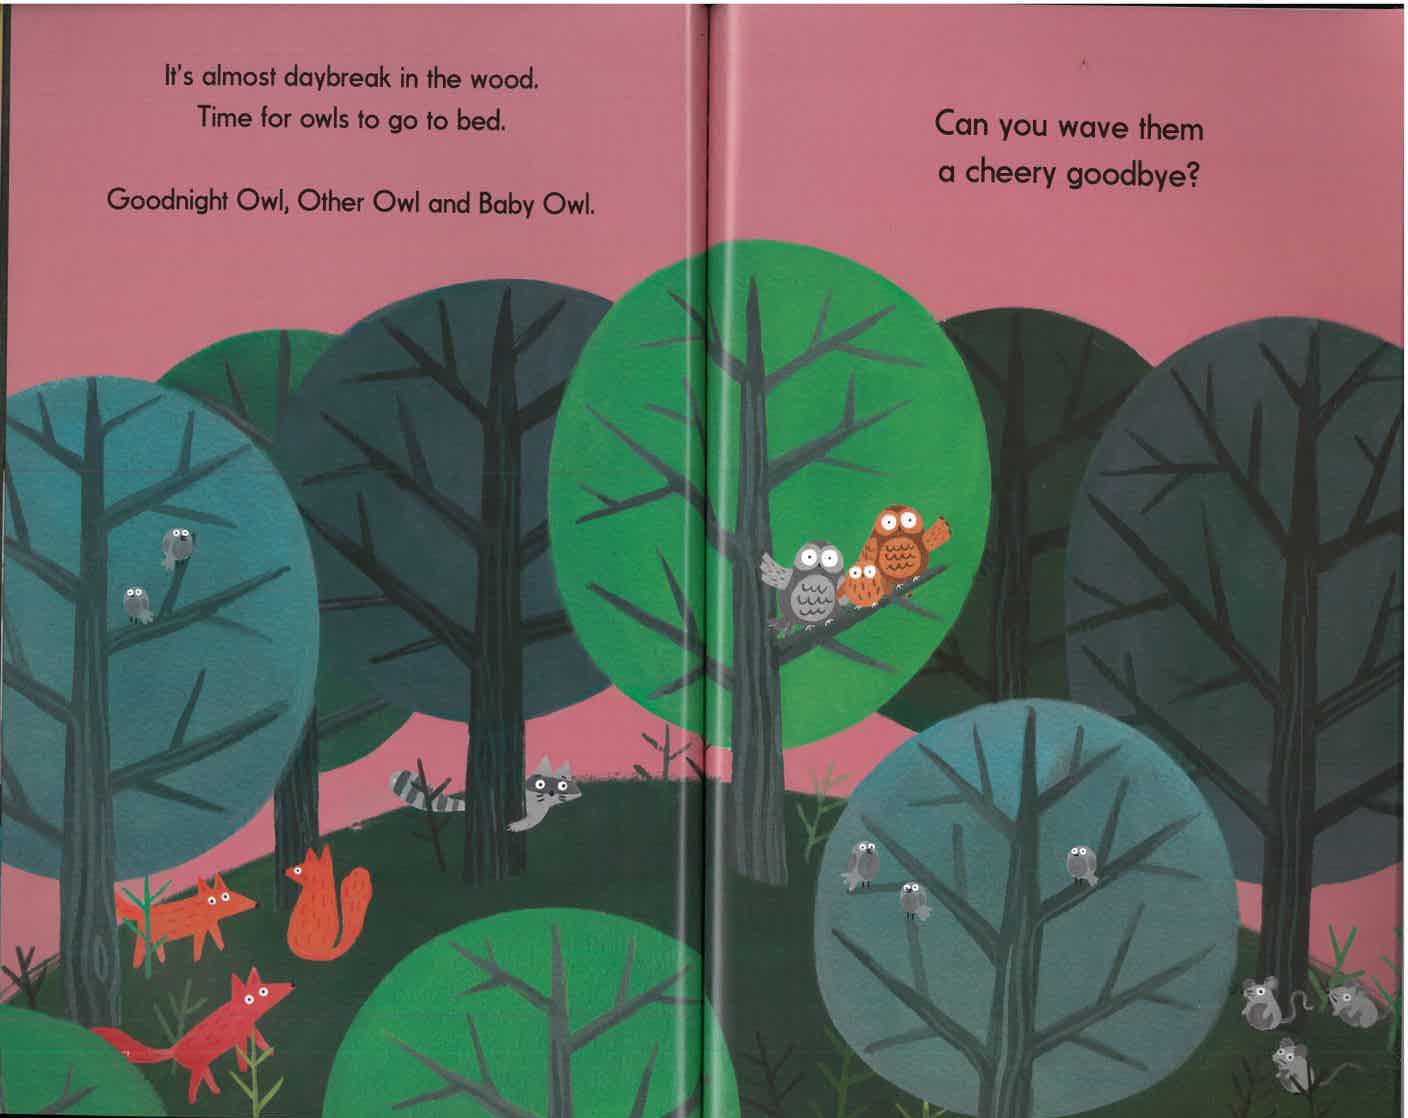 It's almost daybreak in the wood.
Time for owls to go to bed.
Goodnight Owl, Other Owl and Baby Owl.
Can you wave them
a cheery goodbye?